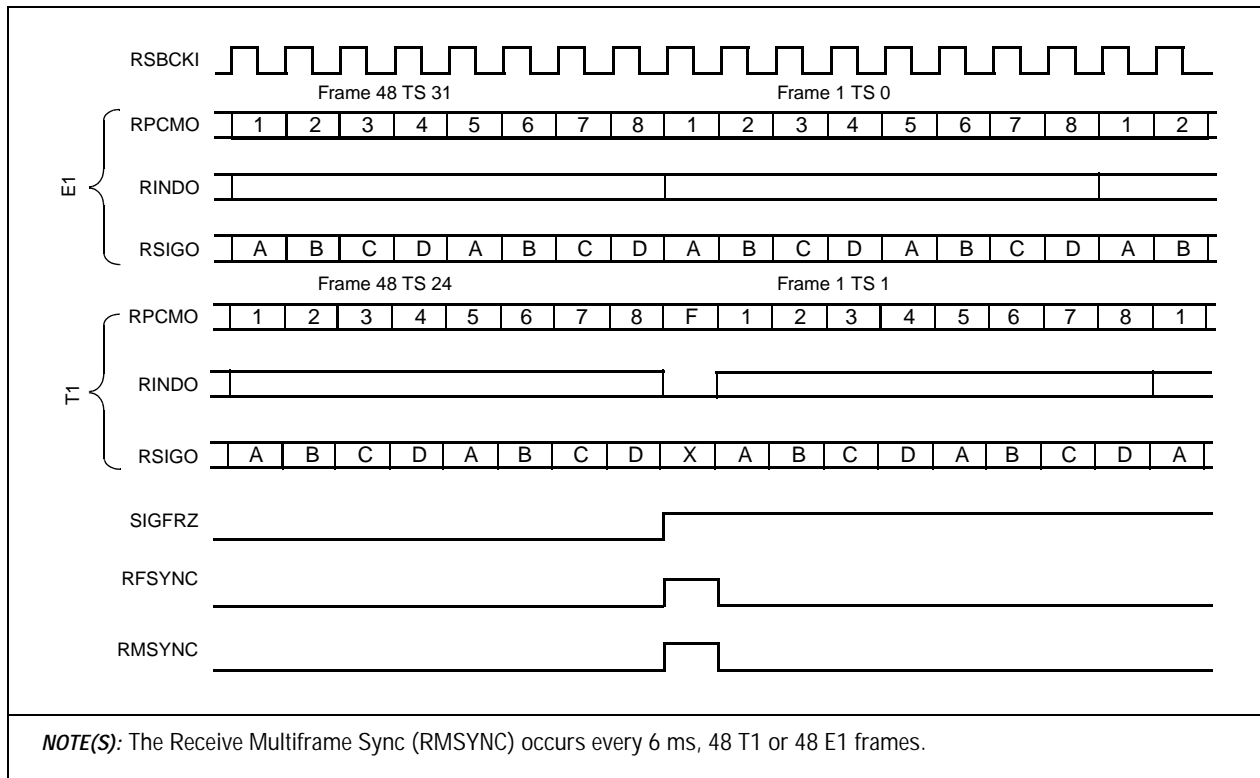 RSBCKI
Frame 48 TS 31 Frame 1 TS 0
E1
RPCMO 1 2 3 4 5 6 7 8 1 2 3 4 5 6 7 8 1 2
RINDO
RSIGO A B C D A B C D A B C D A B C D A B
Frame 48 TS 24 Frame 1 TS 1
T1
RPCMO 1 2 3 4 5 6 7 8 F 1 2 3 4 5 6 7 8 1
RINDO
RSIGO A B C D A B C D X A B C D A B C D A
SIGFRZ
RFSYNC
RMSYNC
NOTE(S): The Receive Multiframe Sync (RMSYNC) occurs every 6 ms, 48 T1 or 48 E1 frames.